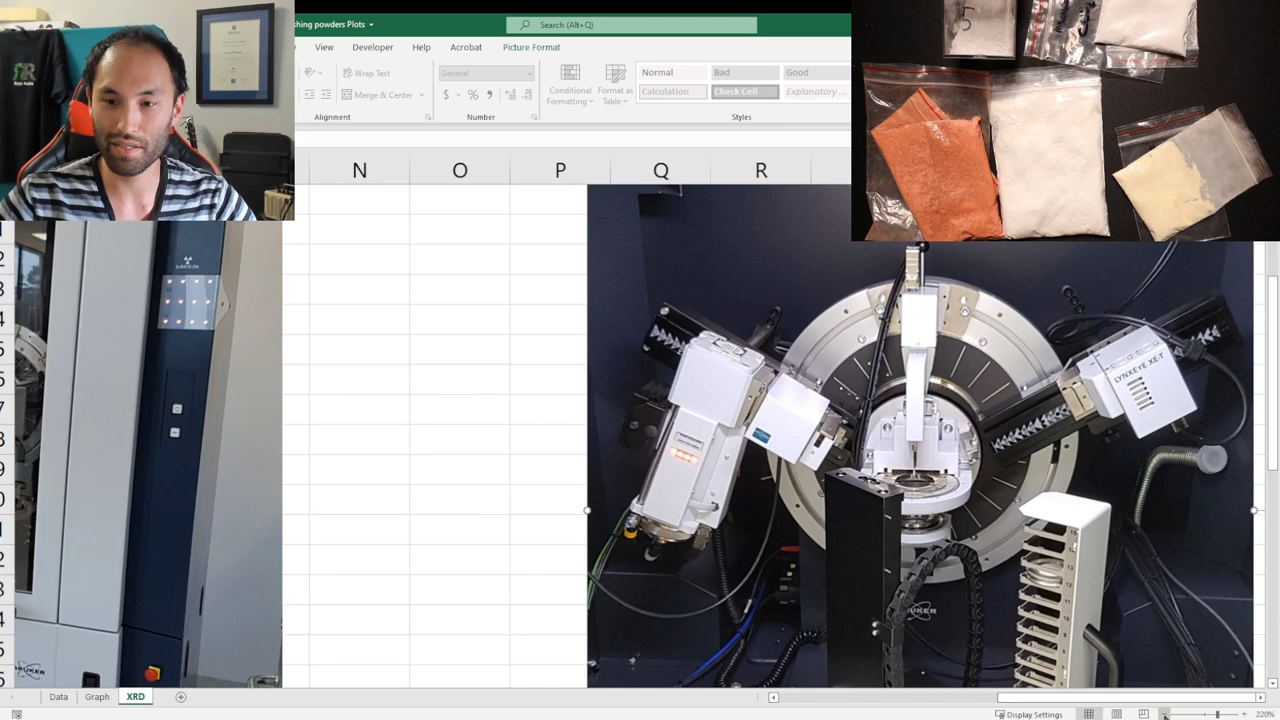 shing powders Plots
Search (Alt+Q)
View Developer Help Acrobat Picture Format
Wrap Text
General
Merge & Center
$ %
Conditional Formatting
Format as Table
Normal Bad Good
Calculation Check Cell Explanatory ...
Alignment Number Styles
N O P Q R
5
LYNXEYE XE-T
BRUKER
Data Graph XRD
Display Settings 220%